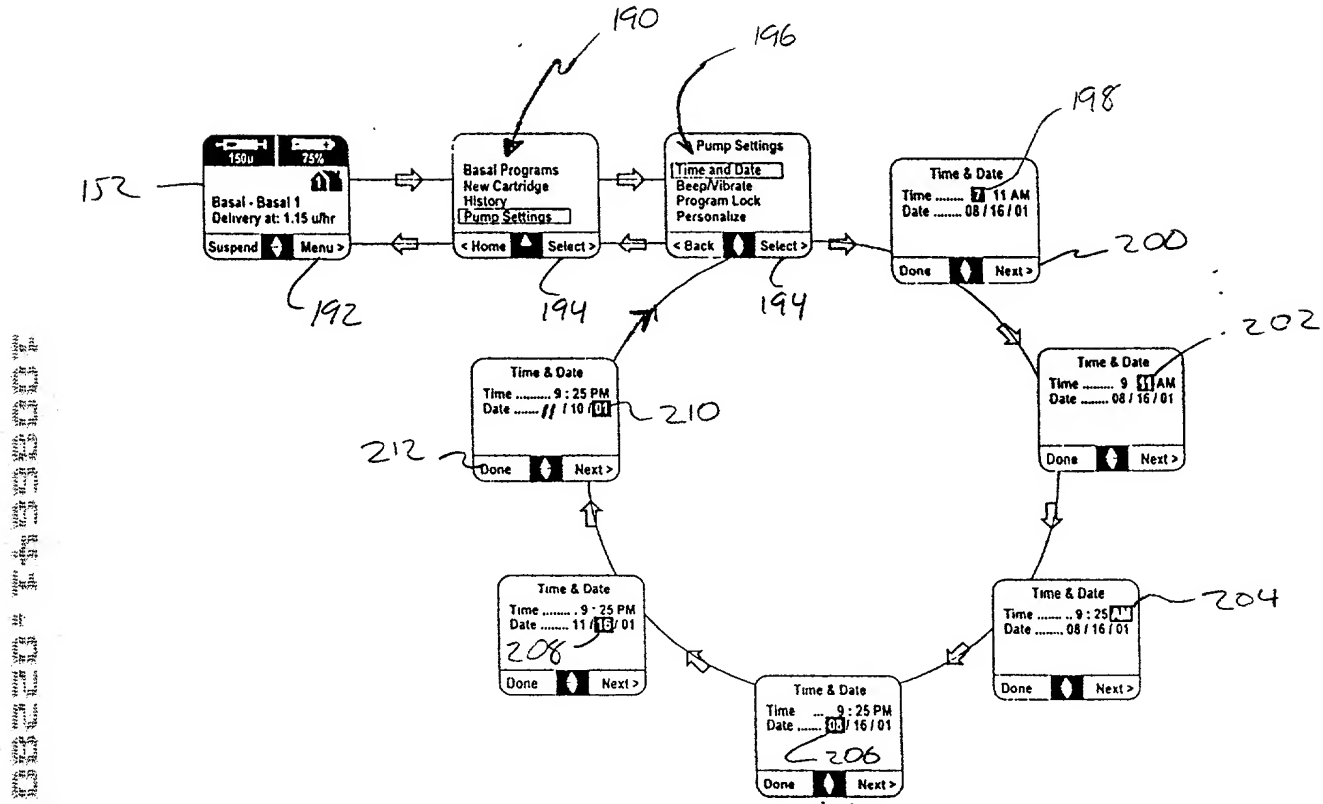 190
196
198
152
150u 75%
Basal - Basal 1
Delivery at: 1.15 u/hr
Suspend Menu >
192
Basal Programs
New Cartridge
History
Pump Settings
< Home Select >
194
Pump Settings
Time and Date
Beep/Vibrate
Program Lock
Personalize
< Back Select >
194
Time & Date
Time ....... 7 11 AM
Date ....... 08 / 16 / 01
Done Next >
200
202
Time & Date
Time ........ 9 11 AM
Date ........ 08 / 16 / 01
Done Next >
204
Time & Date
Time ....... .. 9 : 25 AM
Date ........ 08 / 16 / 01
Done Next >
Time & Date
Time ... 9 : 25 PM
Date ....... 08 / 16 / 01
206
Done Next >
Time & Date
Time ....... . 9 : 25 PM
Date ........ 11 / 16 / 01
208
Done Next >
Time & Date
Time ......... 9 : 25 PM
Date ...... 11 / 10 / 01
210
212
Done Next >